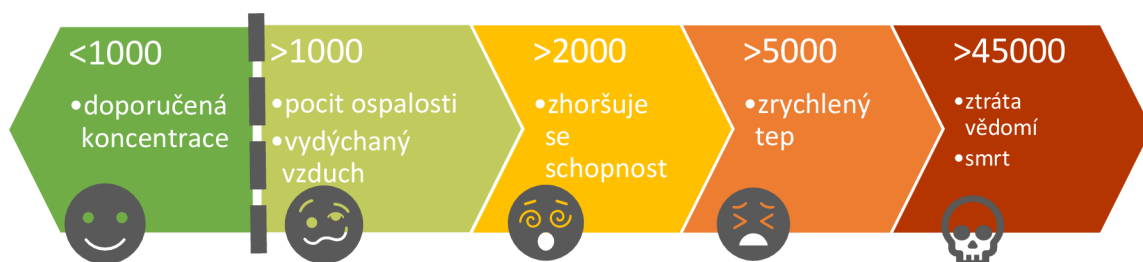 <1000
•doporučená
koncentrace
>1000
•pocit ospalosti
•vydýchaný
vzduch
>2000
•zhoršuje
se
schopnost
>5000
•zrychlený
tep
>45000
•ztráta
vědomí
•smrt